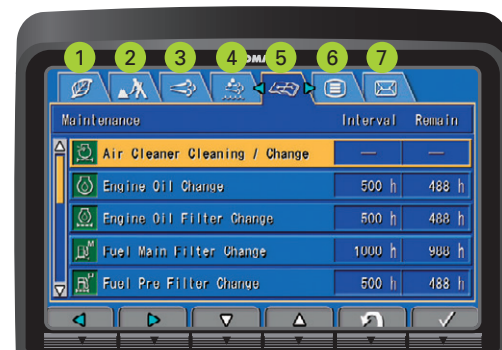 1 2 3 4 5 6 7
OMA
Maintenance Interval Remain
Air Cleaner Cleaning / Change — —
Engine Oil Change 500 h 488 h
Engine Oil Filter Change 500 h 488 h
Fuel Main Filter Change 1000 h 988 h
Fuel Pre Filter Change 500 h 488 h